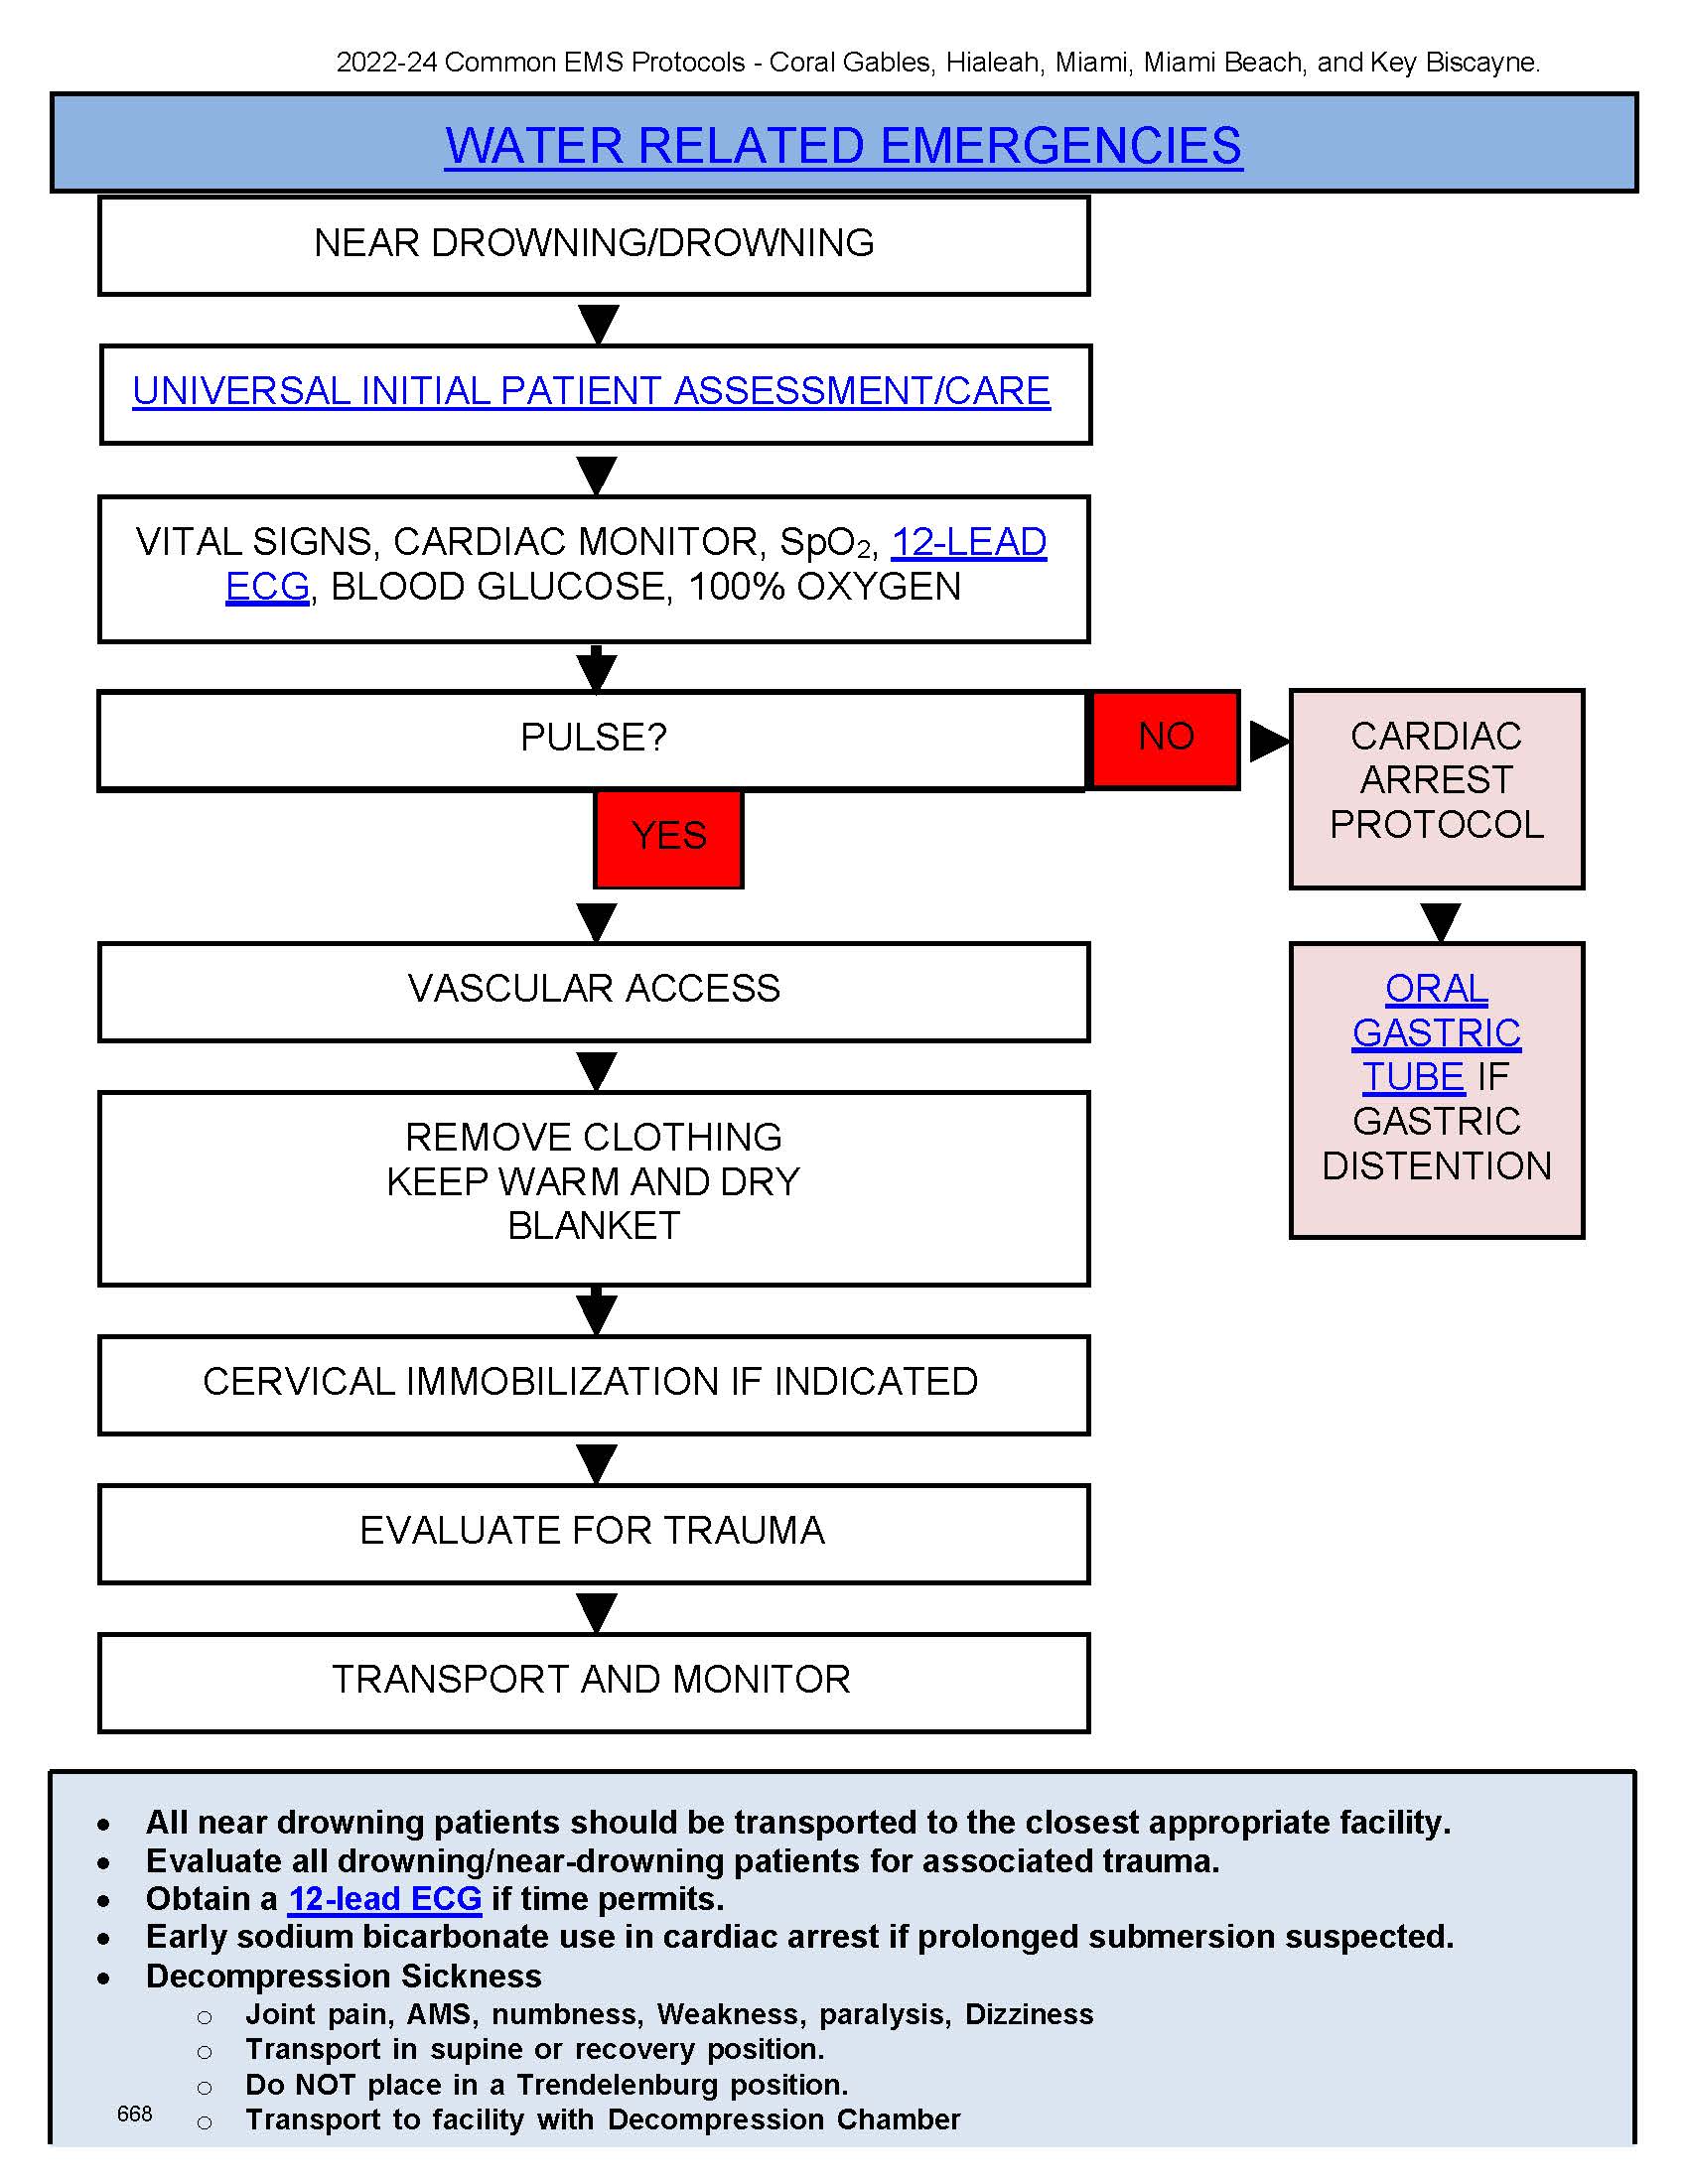 2022-24 Common EMS Protocols - Coral Gables, Hialeah, Miami, Miami Beach, and Key Biscayne.
WATER RELATED EMERGENCIES
NEAR DROWNING/DROWNING
UNIVERSAL INITIAL PATIENT ASSESSMENT/CARE
VITAL SIGNS, CARDIAC MONITOR, SpO₂, 12-LEAD
ECG, BLOOD GLUCOSE, 100% OXYGEN
PULSE?
NO
CARDIAC
ARREST
PROTOCOL
YES
VASCULAR ACCESS
ORAL
GASTRIC
TUBE IF
GASTRIC
DISTENTION
REMOVE CLOTHING
KEEP WARM AND DRY
BLANKET
CERVICAL IMMOBILIZATION IF INDICATED
EVALUATE FOR TRAUMA
TRANSPORT AND MONITOR
• All near drowning patients should be transported to the closest appropriate facility.
• Evaluate all drowning/near-drowning patients for associated trauma.
• Obtain a 12-lead ECG if time permits.
• Early sodium bicarbonate use in cardiac arrest if prolonged submersion suspected.
• Decompression Sickness
o Joint pain, AMS, numbness, Weakness, paralysis, Dizziness
o Transport in supine or recovery position.
o Do NOT place in a Trendelenburg position.
o Transport to facility with Decompression Chamber
668